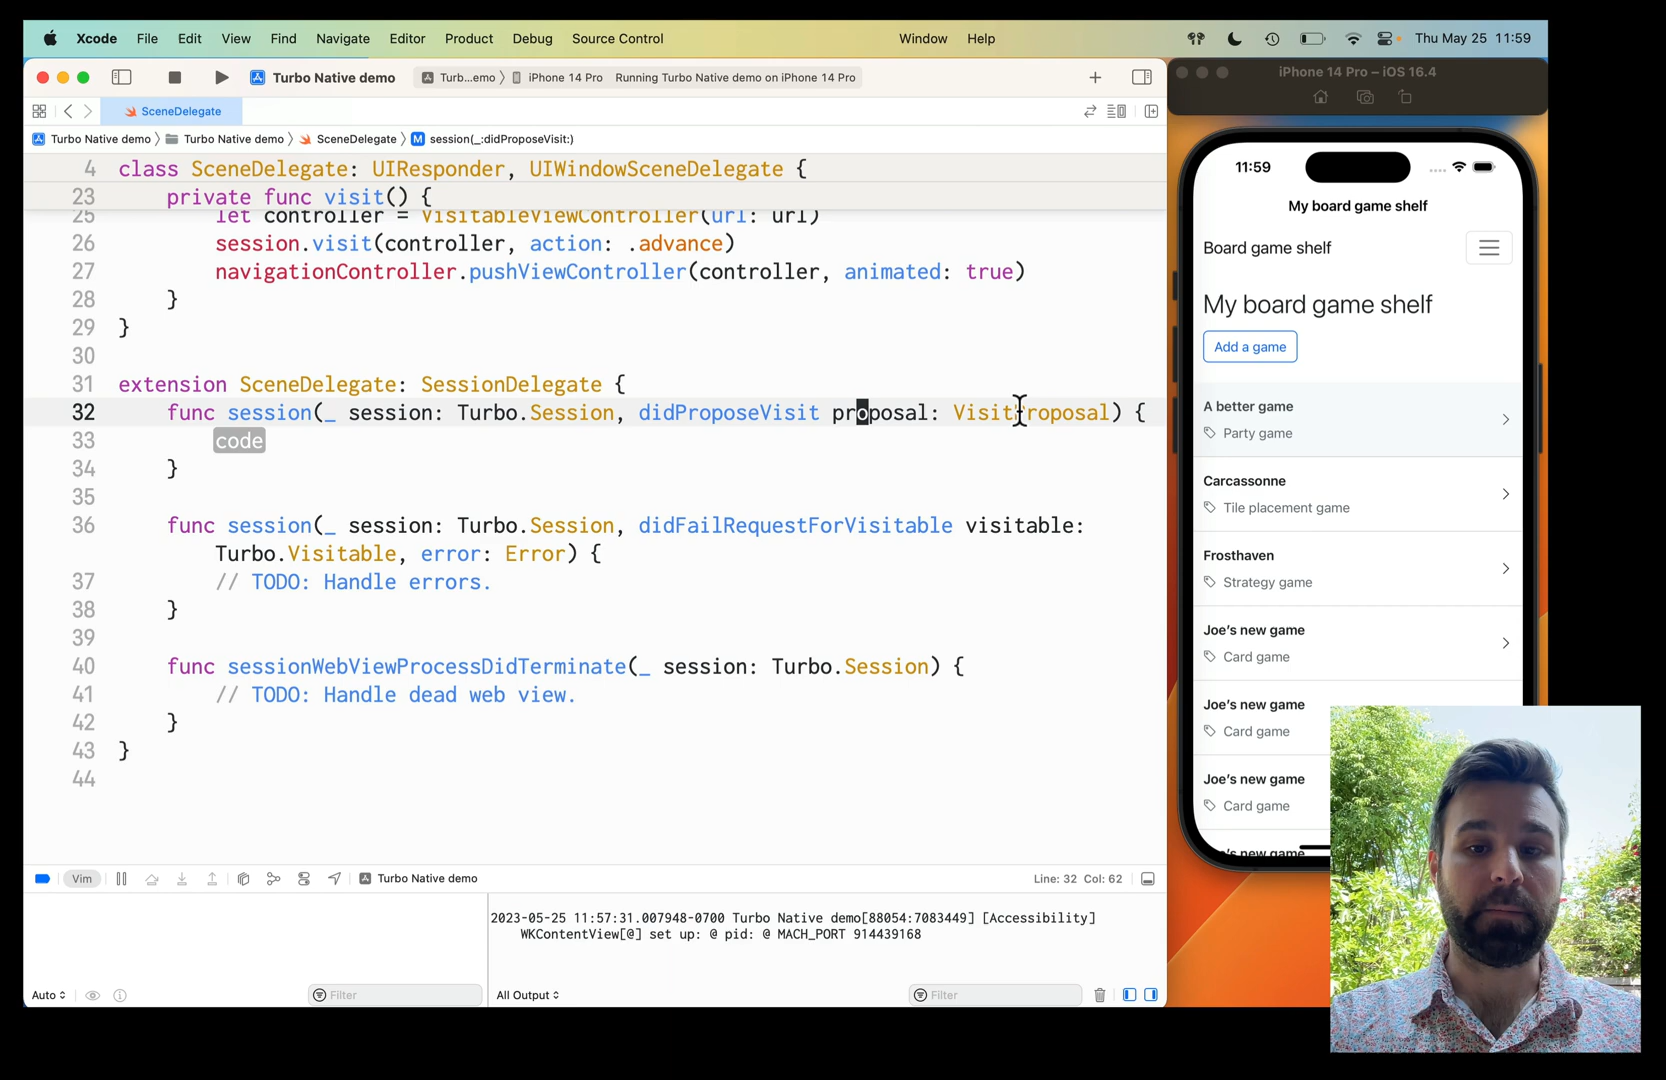 Xcode File Edit View Find Navigate Editor Product Debug Source Control Window Help Thu May 25 11:59
Turbo Native demo Turb...emo iPhone 14 Pro Running Turbo Native demo on iPhone 14 Pro
SceneDelegate
Turbo Native demo Turbo Native demo SceneDelegate M session(_:didProposeVisit:)
4 class SceneDelegate: UIResponder, UIWindowSceneDelegate {
23 private func visit() {
25 let controller = VisitableViewController(url: url)
26 session.visit(controller, action: .advance)
27 navigationController.pushViewController(controller, animated: true)
28 }
29 }
30
31 extension SceneDelegate: SessionDelegate {
32 func session(_ session: Turbo.Session, didProposeVisit proposal: VisitProposal) {
33 code
34 }
35
36 func session(_ session: Turbo.Session, didFailRequestForVisitable visitable:
Turbo.Visitable, error: Error) {
37 // TODO: Handle errors.
38 }
39
40 func sessionWebViewProcessDidTerminate(_ session: Turbo.Session) {
41 // TODO: Handle dead web view.
42 }
43 }
44
Vim Turbo Native demo Line: 32 Col: 62
2023-05-25 11:57:31.007948-0700 Turbo Native demo[88054:7083449] [Accessibility]
WKContentView[@] set up: @ pid: @ MACH_PORT 914439168
Auto Filter All Output Filter
iPhone 14 Pro – iOS 16.4
11:59
My board game shelf
Board game shelf
My board game shelf
Add a game
A better game
Party game
Carcassonne
Tile placement game
Frosthaven
Strategy game
Joe's new game
Card game
Joe's new game
Card game
Joe's new game
Card game
Joe's new game